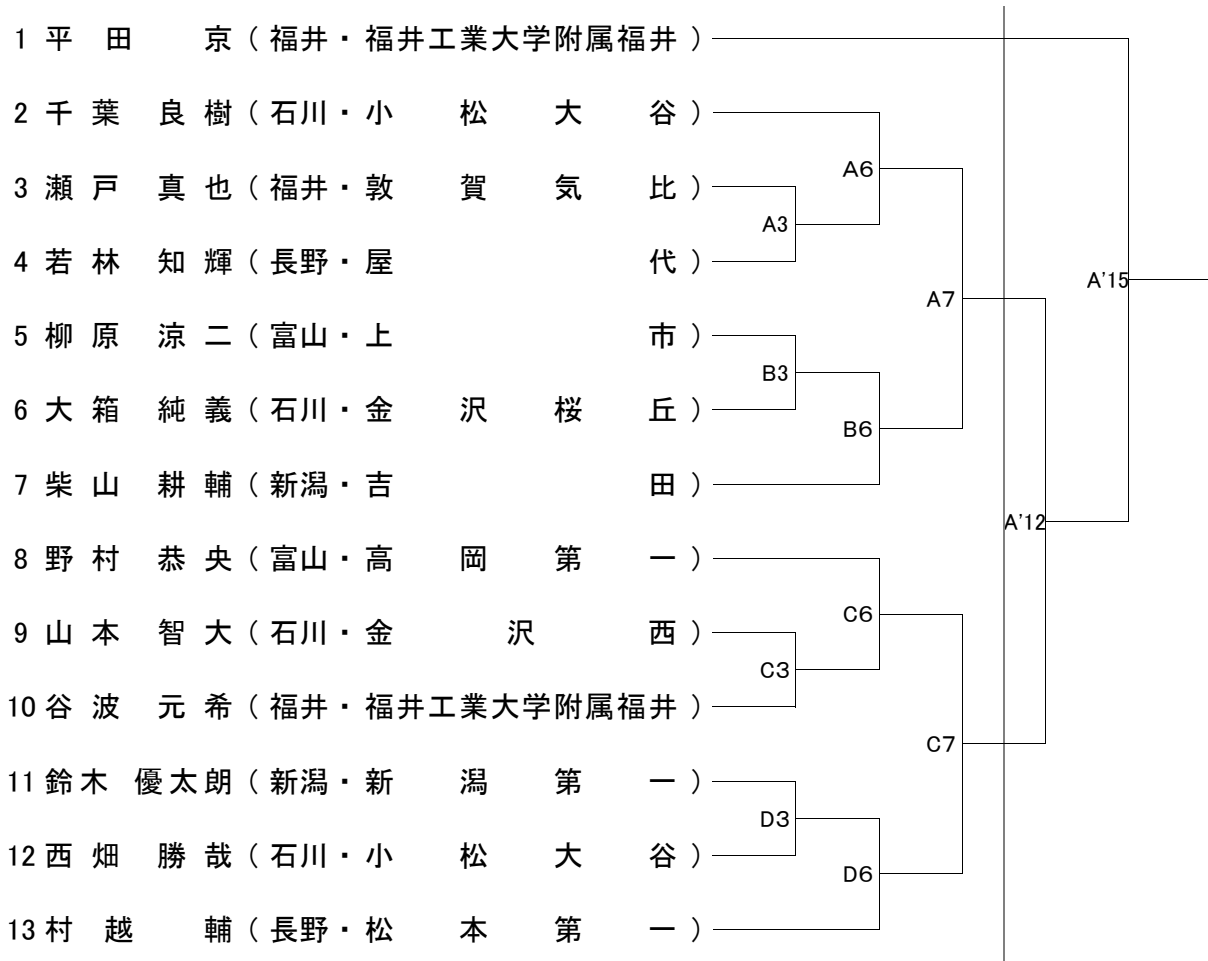 1 平田 京（福井・福井工業大学附属福井）
2 千葉 良樹（石川・小松大谷）
A6
3 瀬戸 真也（福井・敦賀気比）
A3
4 若林 知輝（長野・屋代）
A'15
A7
5 柳原 涼二（富山・上市）
B3
6 大箱 純義（石川・金沢桜丘）
B6
7 柴山 耕輔（新潟・吉田）
A'12
8 野村 恭央（富山・高岡第一）
C6
9 山本 智大（石川・金沢西）
C3
10 谷波 元希（福井・福井工業大学附属福井）
C7
11 鈴木 優太朗（新潟・新潟第一）
D3
12 西畑 勝哉（石川・小松大谷）
D6
13 村越 輔（長野・松本第一）